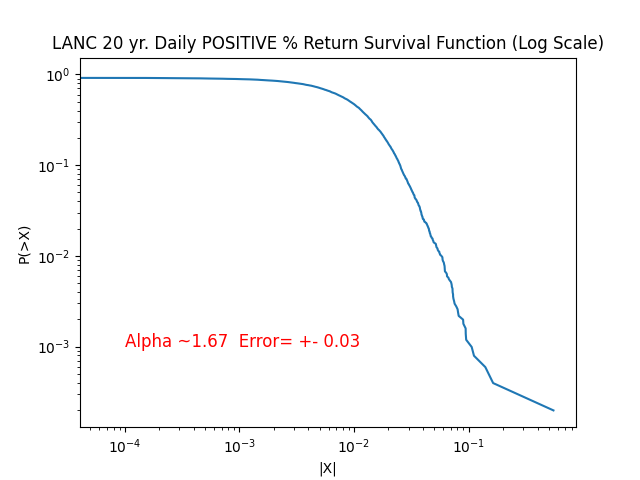 LANC 20 yr. Daily POSITIVE % Return Survival Function (Log Scale)
10⁰
10⁻¹
10⁻²
10⁻³
P(>X)
Alpha ~1.67  Error= +- 0.03
10⁻⁴ 10⁻³ 10⁻² 10⁻¹
|X|